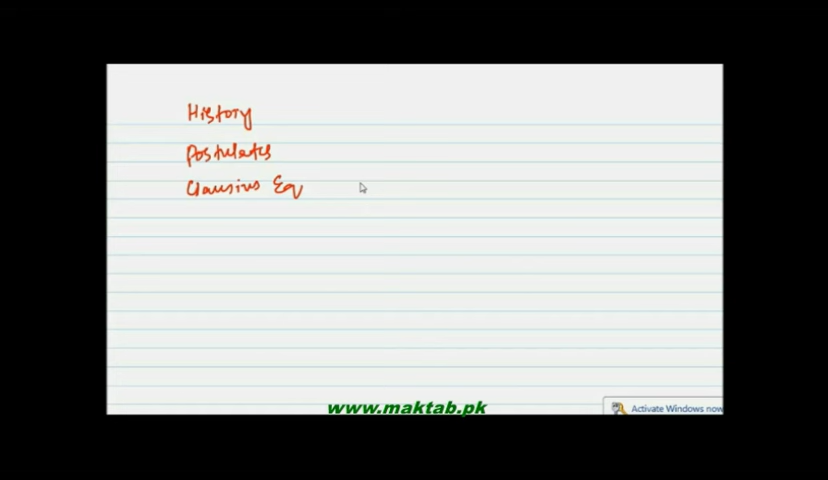 History
Postulates
Clausius Eq
www.maktab.pk
Activate Windows now